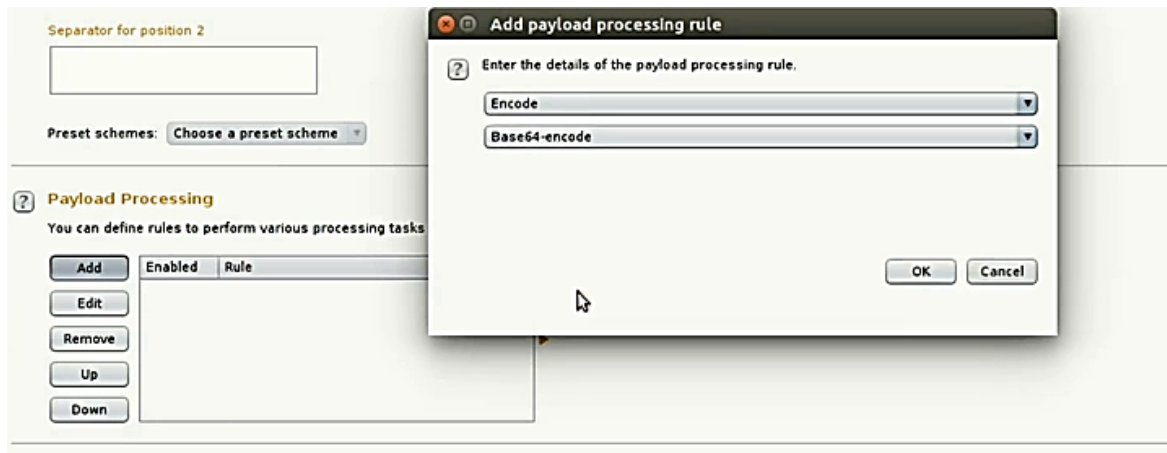 Separator for position 2
Preset schemes: Choose a preset scheme
Payload Processing
You can define rules to perform various processing tasks
Add
Enabled Rule
Edit
Remove
Up
Down
Add payload processing rule
Enter the details of the payload processing rule.
Encode
Base64-encode
OK Cancel